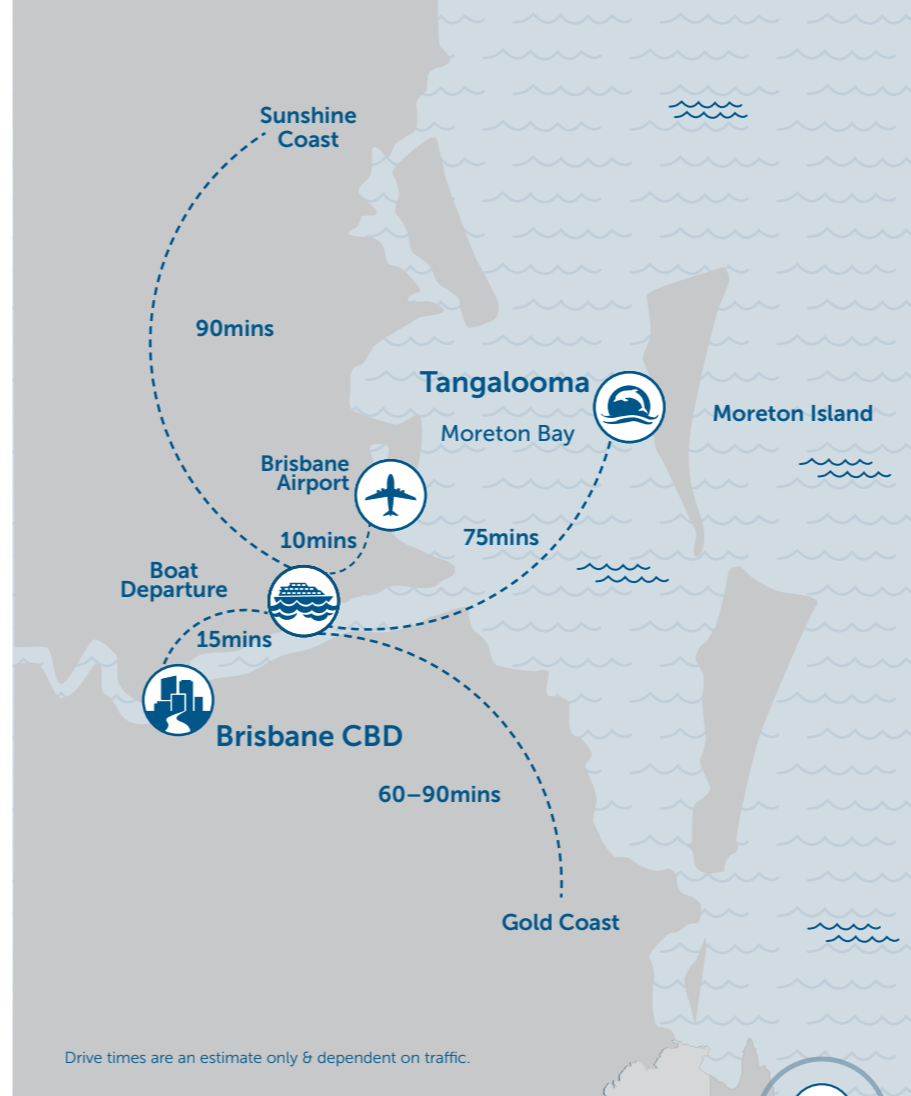 Sunshine
Coast
90mins
Tangalooma
Moreton Island
Moreton Bay
Brisbane
Airport
10mins
75mins
Boat
Departure
15mins
Brisbane CBD
60–90mins
Gold Coast
Drive times are an estimate only & dependent on traffic.